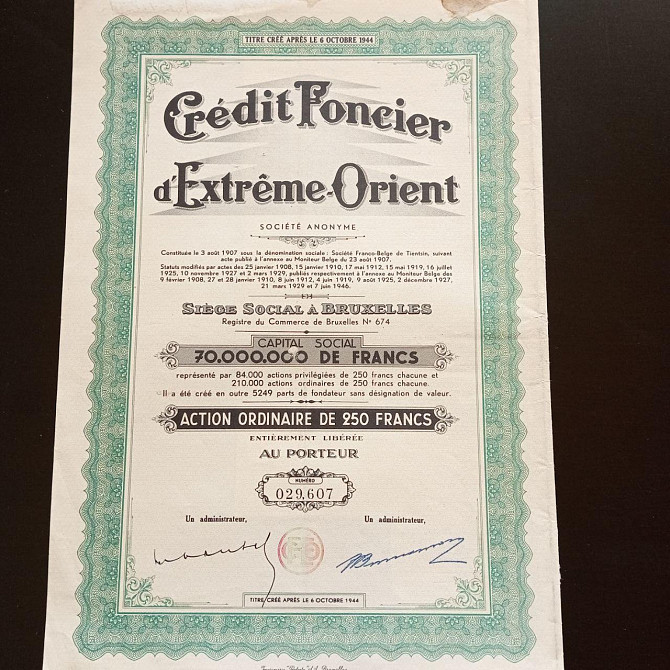 TITRE CRÉÉ APRÈS LE 6 OCTOBRE 1944
Crédit Foncier
d'Extrême-Orient
SOCIÉTÉ ANONYME
Constituée le 3 août 1907 sous la dénomination sociale : Société Franco-Belge de Tientsin, suivant
acte publié à l'annexe au Moniteur Belge du 23 août 1907.
Statuts modifiés par actes des 25 janvier 1908, 15 janvier 1910, 17 mai 1912, 15 mai 1919, 16 juillet
1925, 10 novembre 1927 et 2 mars 1929, publiés respectivement à l'annexe au Moniteur Belge des
9 février 1908, 27 et 28 janvier 1910, 8 juin 1912, 4 juin 1919, 9 août 1925, 2 décembre 1927,
21 mars 1929 et 7 juin 1946.
SIÈGE SOCIAL À BRUXELLES
Registre du Commerce de Bruxelles N° 674
CAPITAL SOCIAL
70.000.000 DE FRANCS
représenté par 84.000 actions privilégiées de 250 francs chacune et
210.000 actions ordinaires de 250 francs chacune.
Il a été créé en outre 5249 parts de fondateur sans désignation de valeur.
ACTION ORDINAIRE DE 250 FRANCS
ENTIÈREMENT LIBÉRÉE
AU PORTEUR
NUMÉRO
029,607
Un administrateur,
Un administrateur,
TITRE CRÉÉ APRÈS LE 6 OCTOBRE 1944